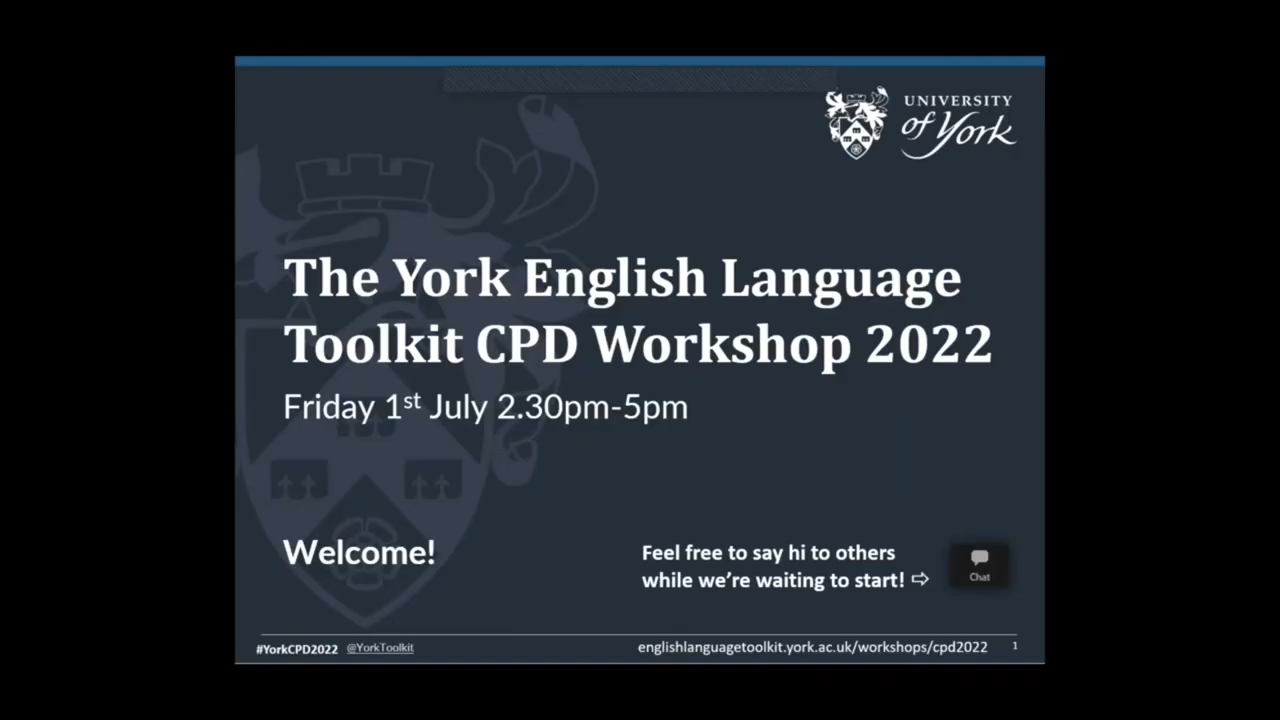 UNIVERSITY
of York
The York English Language
Toolkit CPD Workshop 2022
Friday 1st July 2.30pm-5pm
Welcome!
Feel free to say hi to others
while we're waiting to start! ⇨
Chat
#YorkCPD2022 @YorkToolkit
englishlanguagetoolkit.york.ac.uk/workshops/cpd2022 1